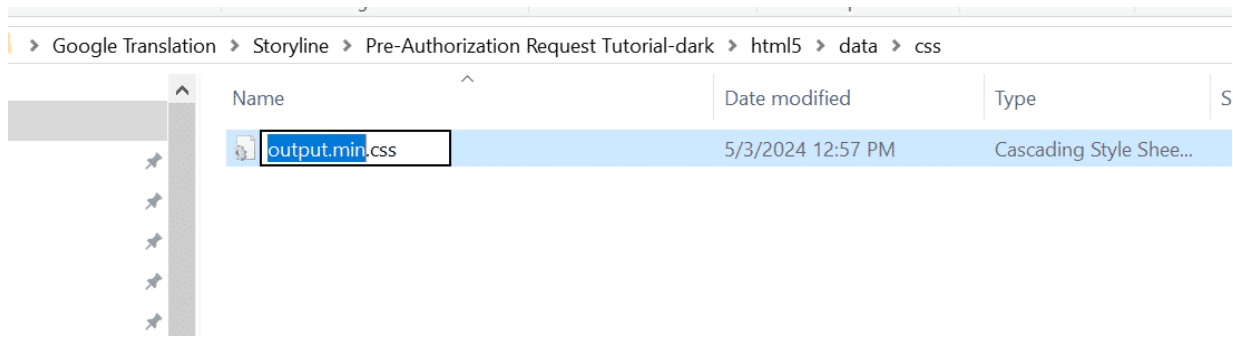 Google Translation > Storyline > Pre-Authorization Request Tutorial-dark > html5 > data > css
Name Date modified Type S
output.min.css 5/3/2024 12:57 PM Cascading Style Shee...